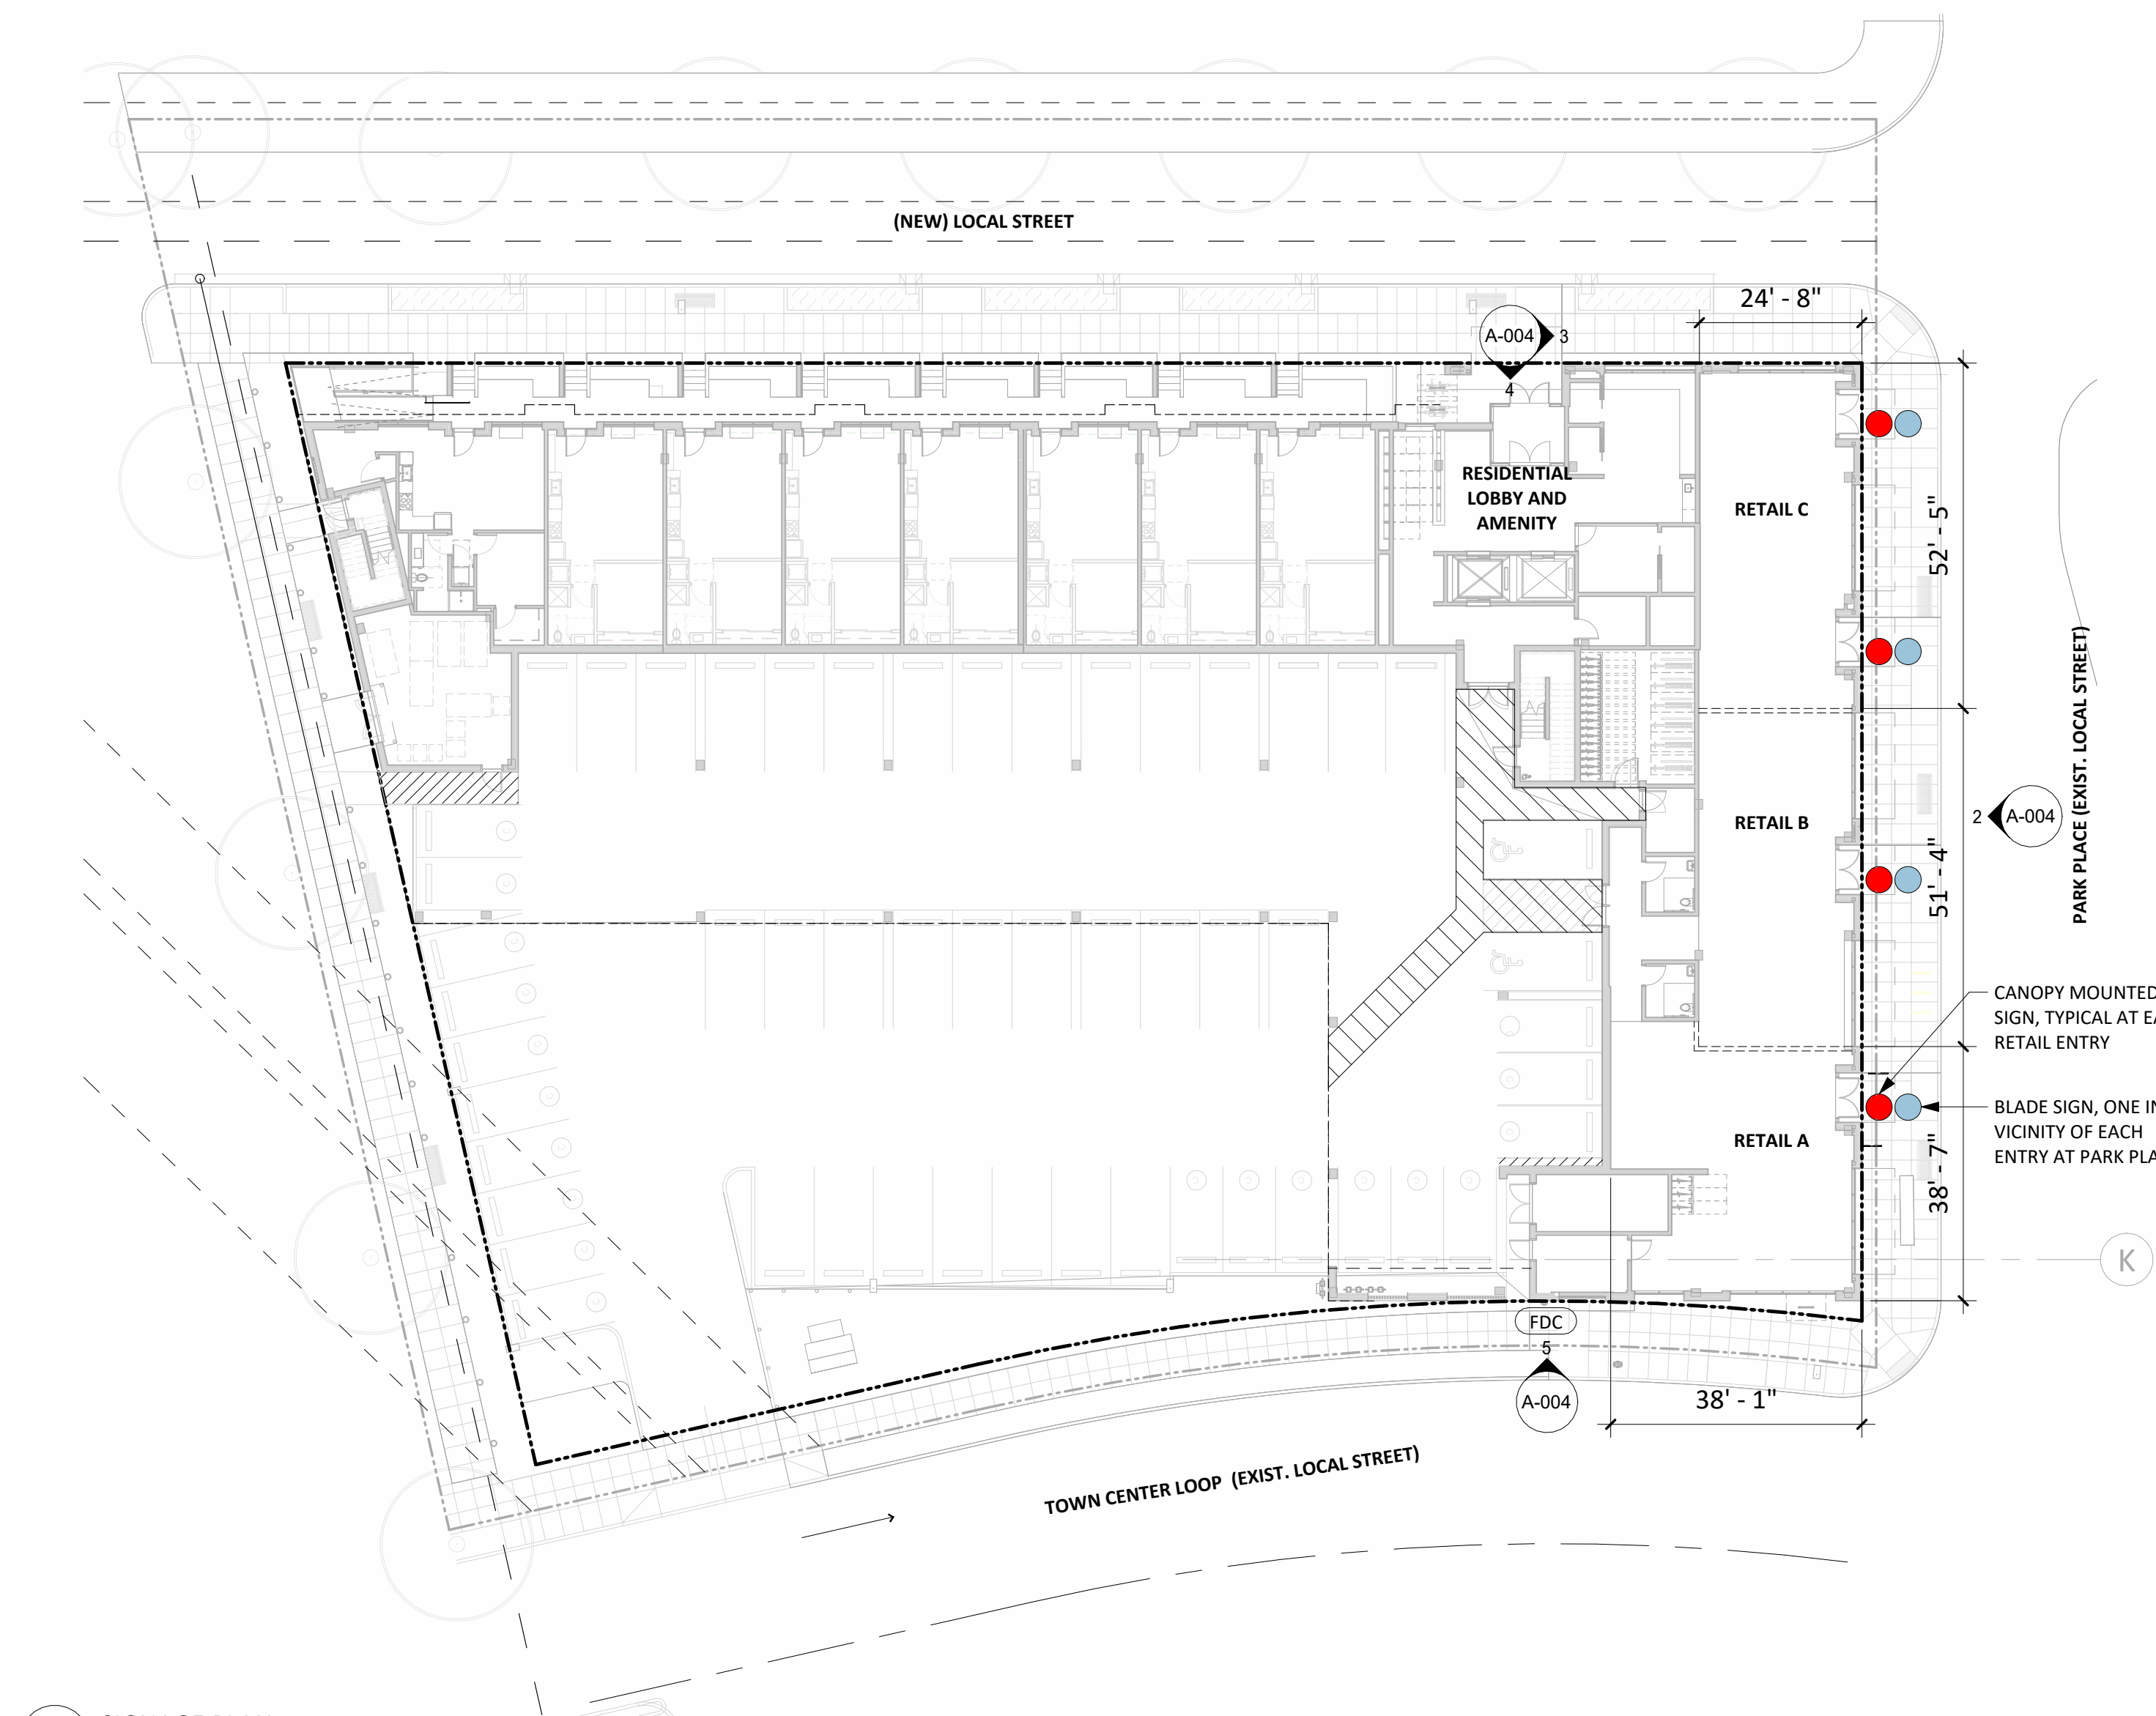 (NEW) LOCAL STREET
24' - 8"
A-004
3
4
RESIDENTIAL
LOBBY AND
AMENITY
RETAIL C
52' - 5"
PARK PLACE (EXIST. LOCAL STREET)
RETAIL B
2
A-004
51' - 4"
CANOPY MOUNTED
SIGN, TYPICAL AT
RETAIL ENTRY
BLADE SIGN, ONE
VICINITY OF EACH
ENTRY AT PARK
RETAIL A
38' - 7"
K
FDC
5
A-004
38' - 1"
TOWN CENTER LOOP (EXIST. LOCAL STREET)